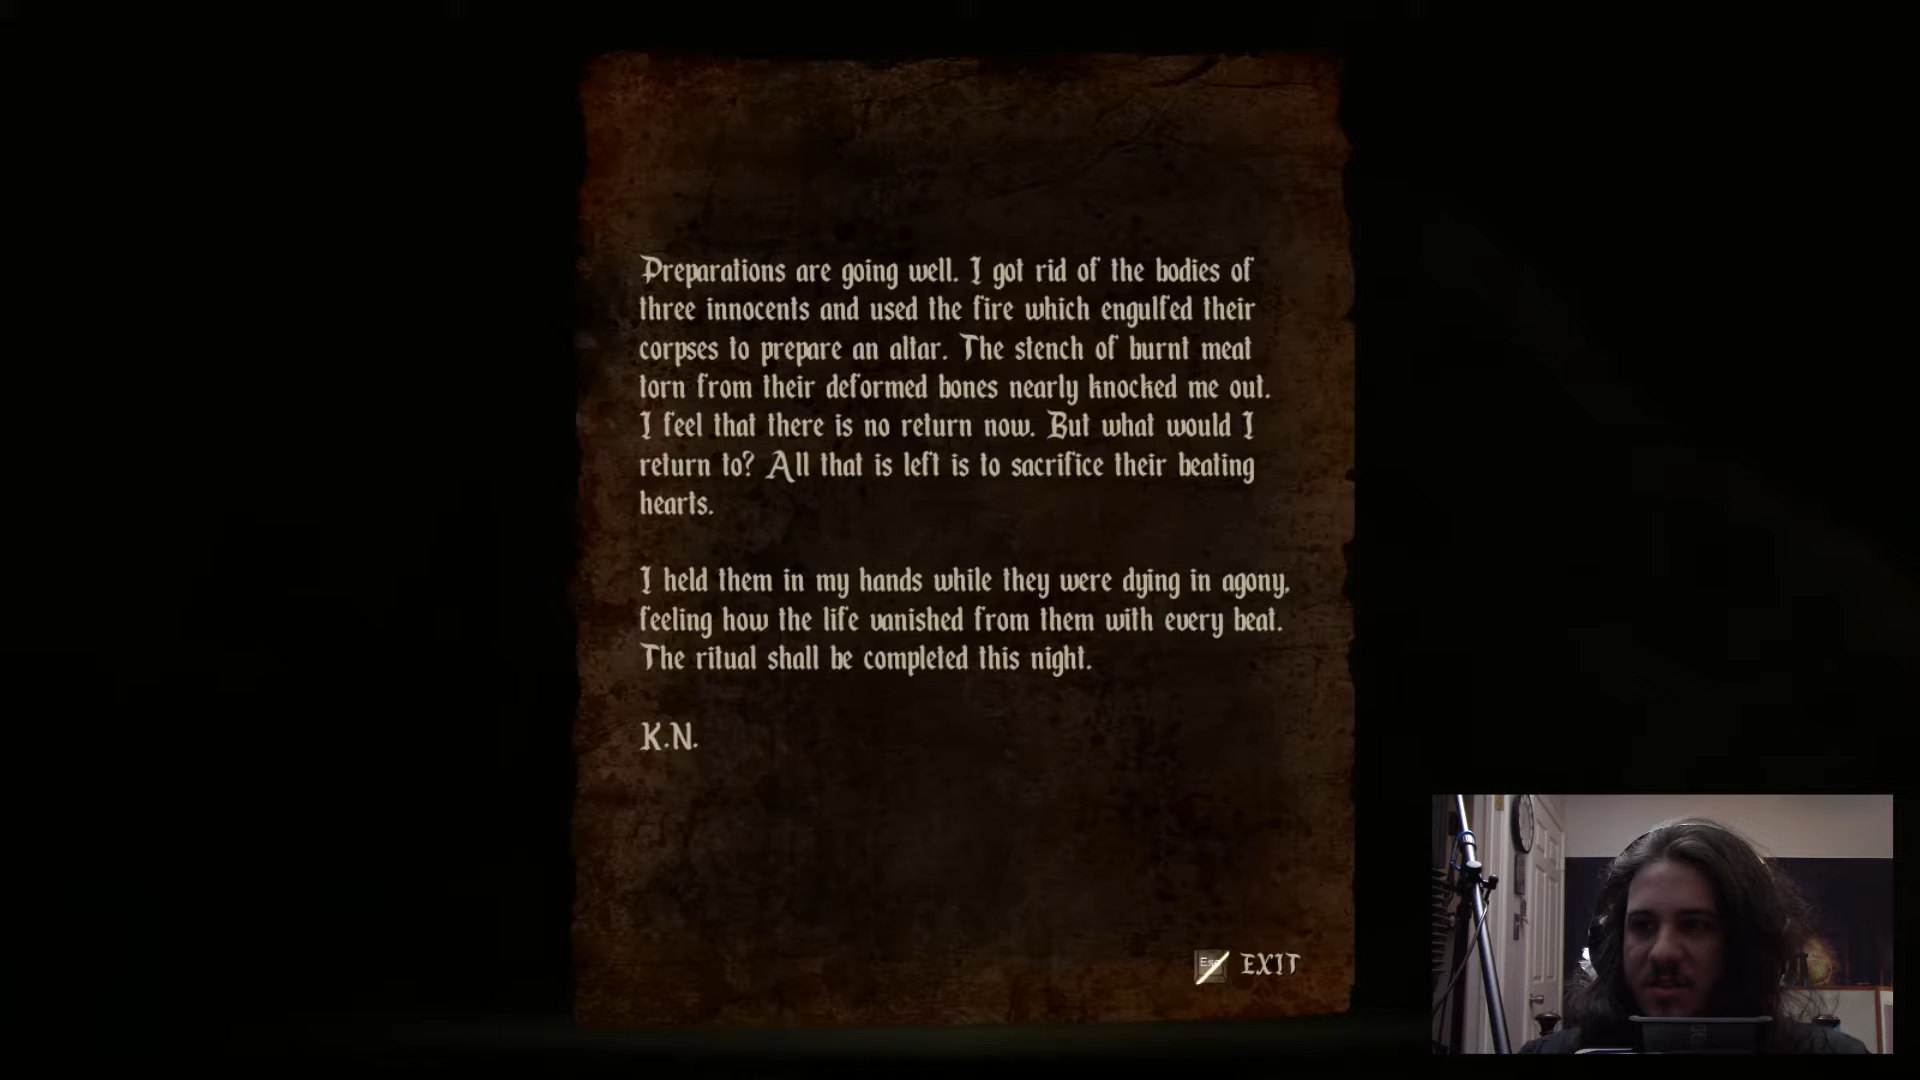 Preparations are going well. I got rid of the bodies of
three innocents and used the fire which engulfed their
corpses to prepare an altar. The stench of burnt meat
torn from their deformed bones nearly knocked me out.
I feel that there is no return now. But what would I
return to? All that is left is to sacrifice their beating
hearts.
I held them in my hands while they were dying in agony,
feeling how the life vanished from them with every beat.
The ritual shall be completed this night.
K.N.
Esc EXIT